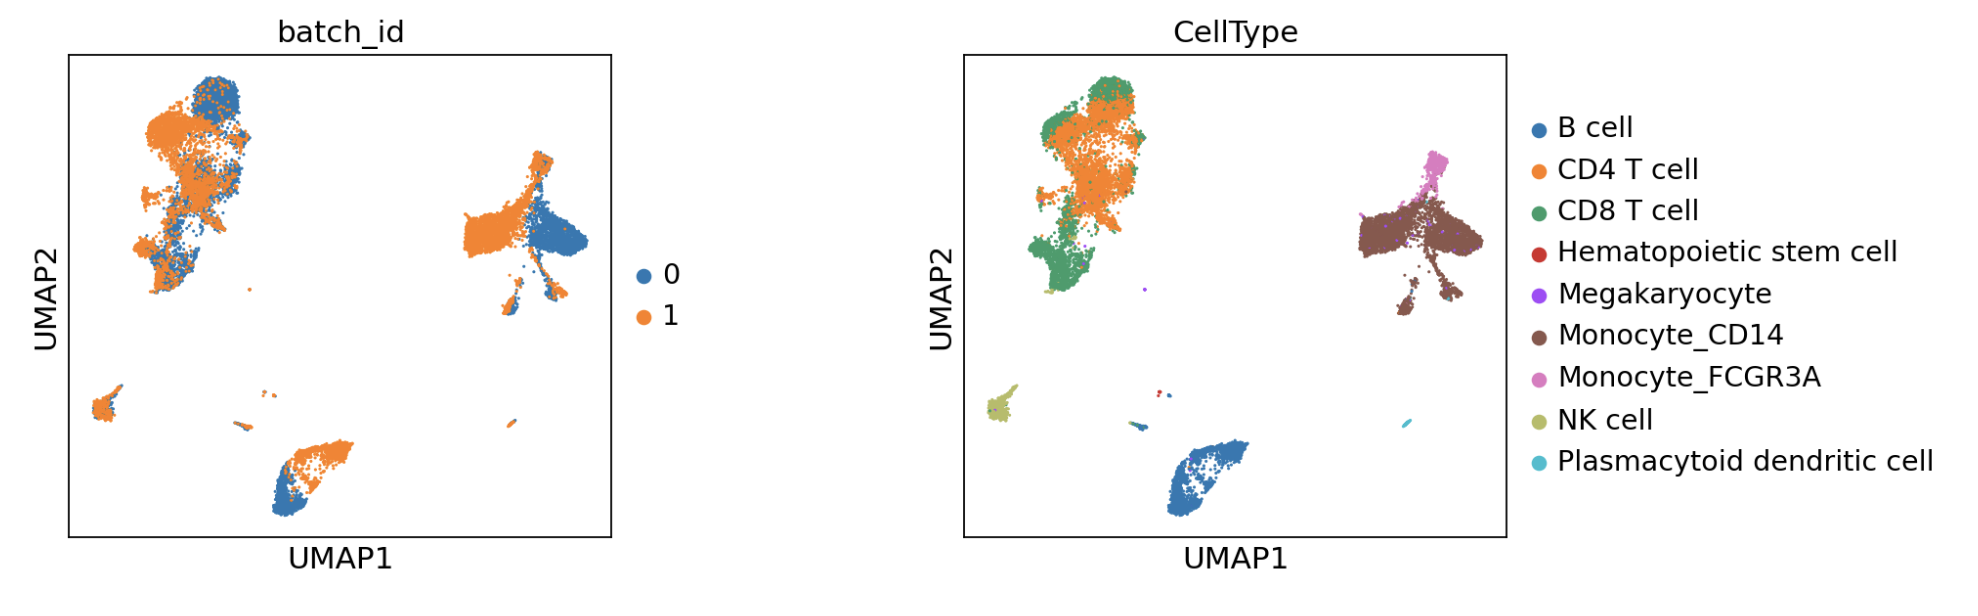 batch_id
UMAP2
UMAP1
0
1
CellType
UMAP2
UMAP1
B cell
CD4 T cell
CD8 T cell
Hematopoietic stem cell
Megakaryocyte
Monocyte_CD14
Monocyte_FCGR3A
NK cell
Plasmacytoid dendritic cell